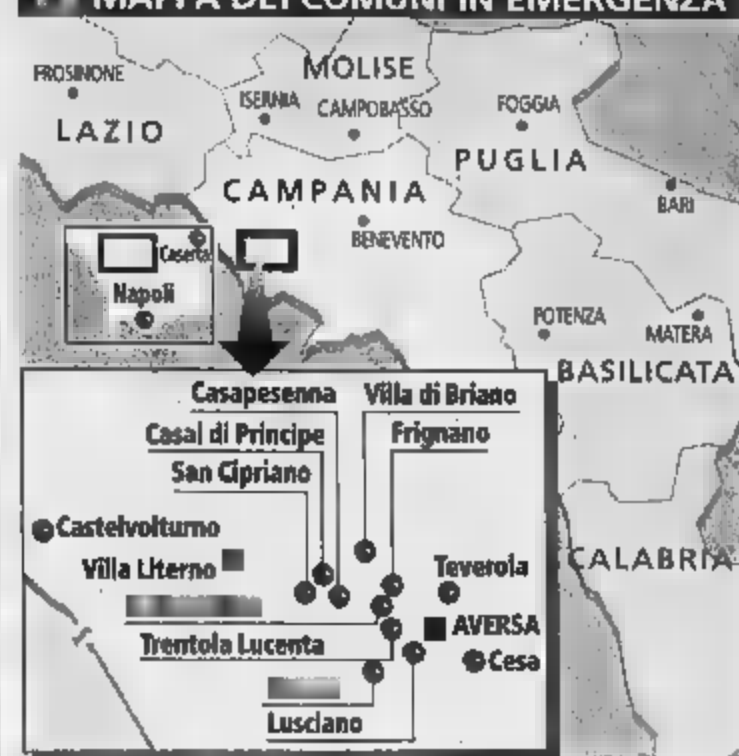 MAPPA DEI COMUNI IN EMERGENZA
FROSINONE
MOLISE
ISERNIA
CAMPOBASSO
FOGGIA
LAZIO
PUGLIA
CAMPANIA
BARI
BENEVENTO
Caserta
Napoli
POTENZA
MATERA
BASILICATA
Casapesenna
Villa di Briano
Casal di Principe
Frignano
San Cipriano
Castelvolturno
Villa Literno
CALABRIA
Teverola
AVERSA
Trentola Lucenta
Cesa
Lusciano